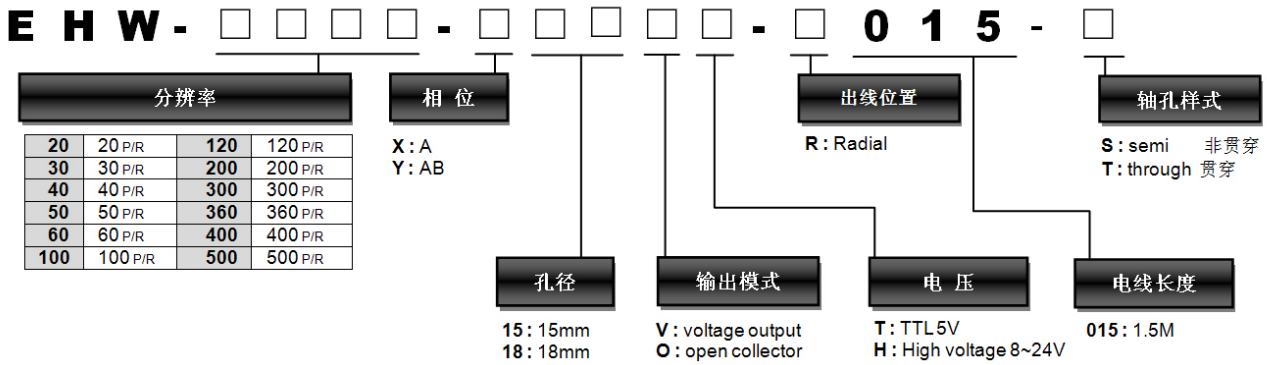 EHW-□□□□-□□□□□-□015-□
分辨率
相 位
出线位置
轴孔样式
20 20 P/R 120 120 P/R
30 30 P/R 200 200 P/R
40 40 P/R 300 300 P/R
50 50 P/R 360 360 P/R
60 60 P/R 400 400 P/R
100 100 P/R 500 500 P/R
X : A
Y : AB
R : Radial
S : semi 非贯穿
T : through 贯穿
孔径
输出模式
电 压
电线长度
15 : 15mm
18 : 18mm
V : voltage output
O : open collector
T : TTL5V
H : High voltage 8~24V
015 : 1.5M